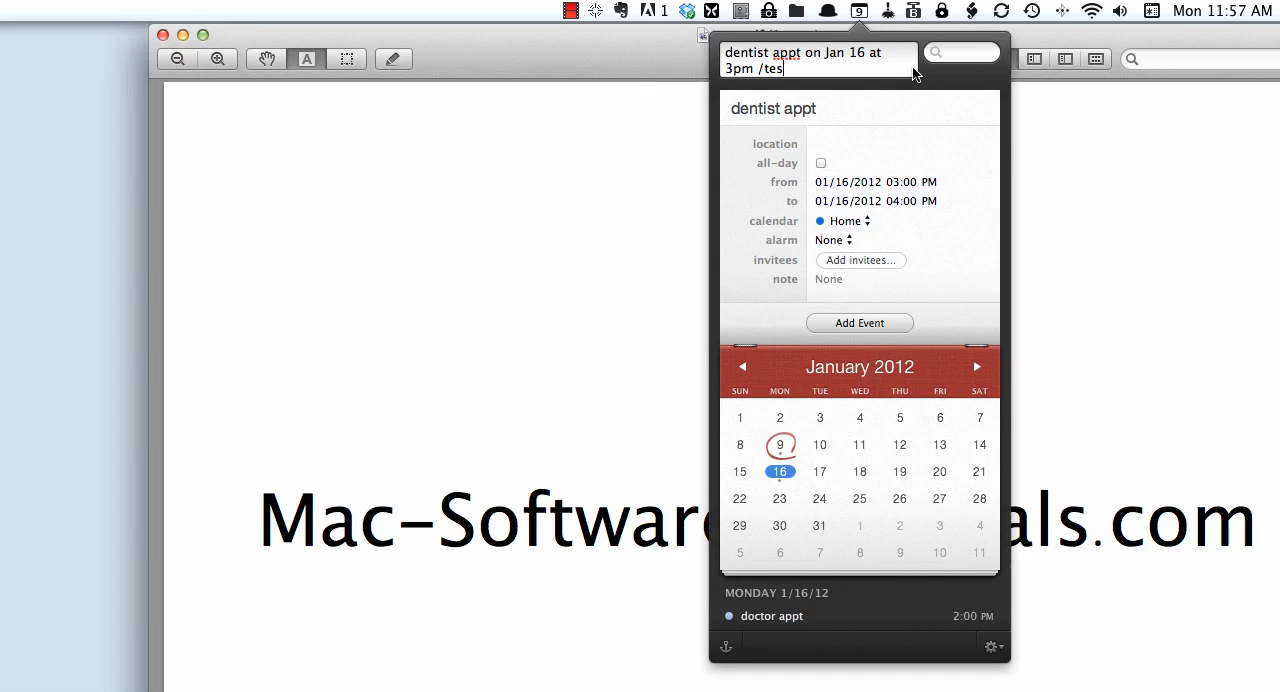 1
9
Mon 11:57 AM
A
dentist appt on Jan 16 at
3pm /tes
dentist appt
location
all-day
from 01/16/2012 03:00 PM
to 01/16/2012 04:00 PM
calendar Home
alarm None
invitees Add invitees...
note None
Add Event
January 2012
SUN MON TUE WED THU FRI SAT
1 2 3 4 5 6 7
8 9 10 11 12 13 14
15 16 17 18 19 20 21
22 23 24 25 26 27 28
29 30 31 1 2 3 4
5 6 7 8 9 10 11
Mac-Softwar als.com
MONDAY 1/16/12
doctor appt 2:00 PM